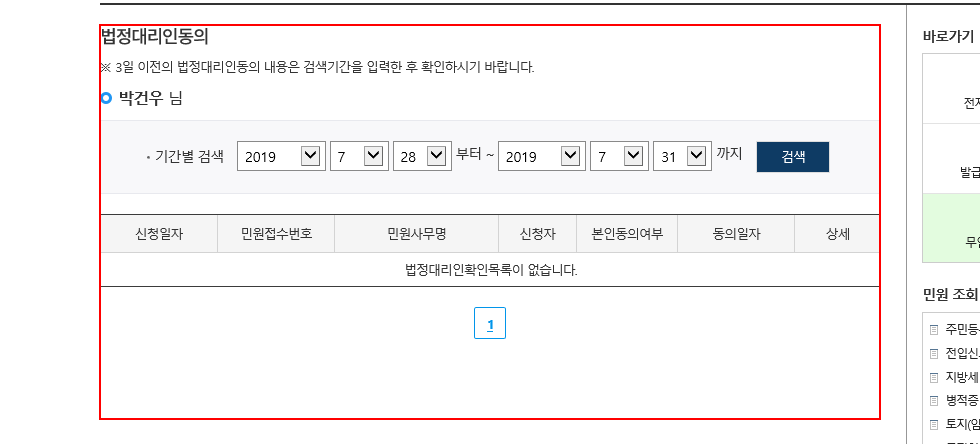 법정대리인동의
※ 3일 이전의 법정대리인동의 내용은 검색기간을 입력한 후 확인하시기 바랍니다.
박건우 님
· 기간별 검색 2019 7 28 부터 ~ 2019 7 31 까지 검색
신청일자 민원접수번호 민원사무명 신청자 본인동의여부 동의일자 상세
법정대리인확인목록이 없습니다.
1
바로가기
발급
민원 조회
주민등
전입신
지방세
병적증
토지(임